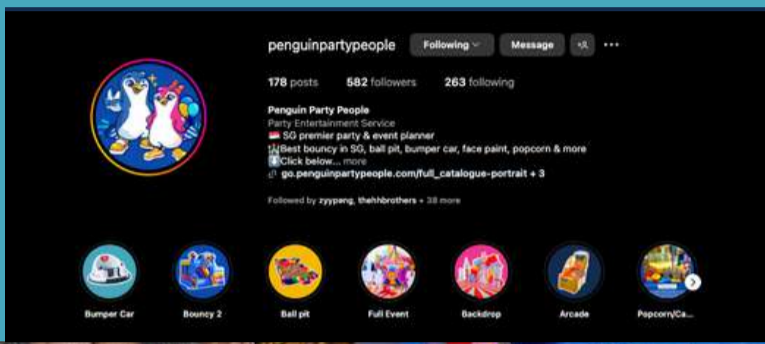 penguinpartypeople Following Message
178 posts 582 followers 263 following
Penguin Party People
Party Entertainment Service
🇸🇬 SG premier party & event planner
Best bouncy in SG, ball pit, bumper car, face paint, popcorn & more
⬇️Click below... more
go.penguinpartypeople.com/full_catalogue-portrait + 3
Followed by zyypang, thehhbrothers + 38 more
Bumper Car Bouncy 2 Ball pit Full Event Backdrop Arcade Popcorn/Ca...